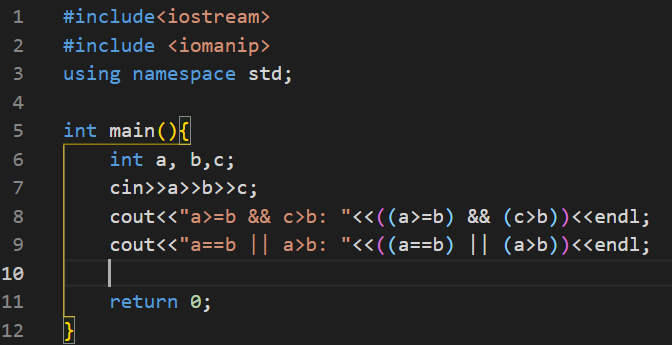 1 #include<iostream>
2 #include <iomanip>
3 using namespace std;
4
5 int main(){
6     int a, b,c;
7     cin>>a>>b>>c;
8     cout<<"a>=b && c>b: "<<((a>=b) && (c>b))<<endl;
9     cout<<"a==b || a>b: "<<((a==b) || (a>b))<<endl;
10
11     return 0;
12 }